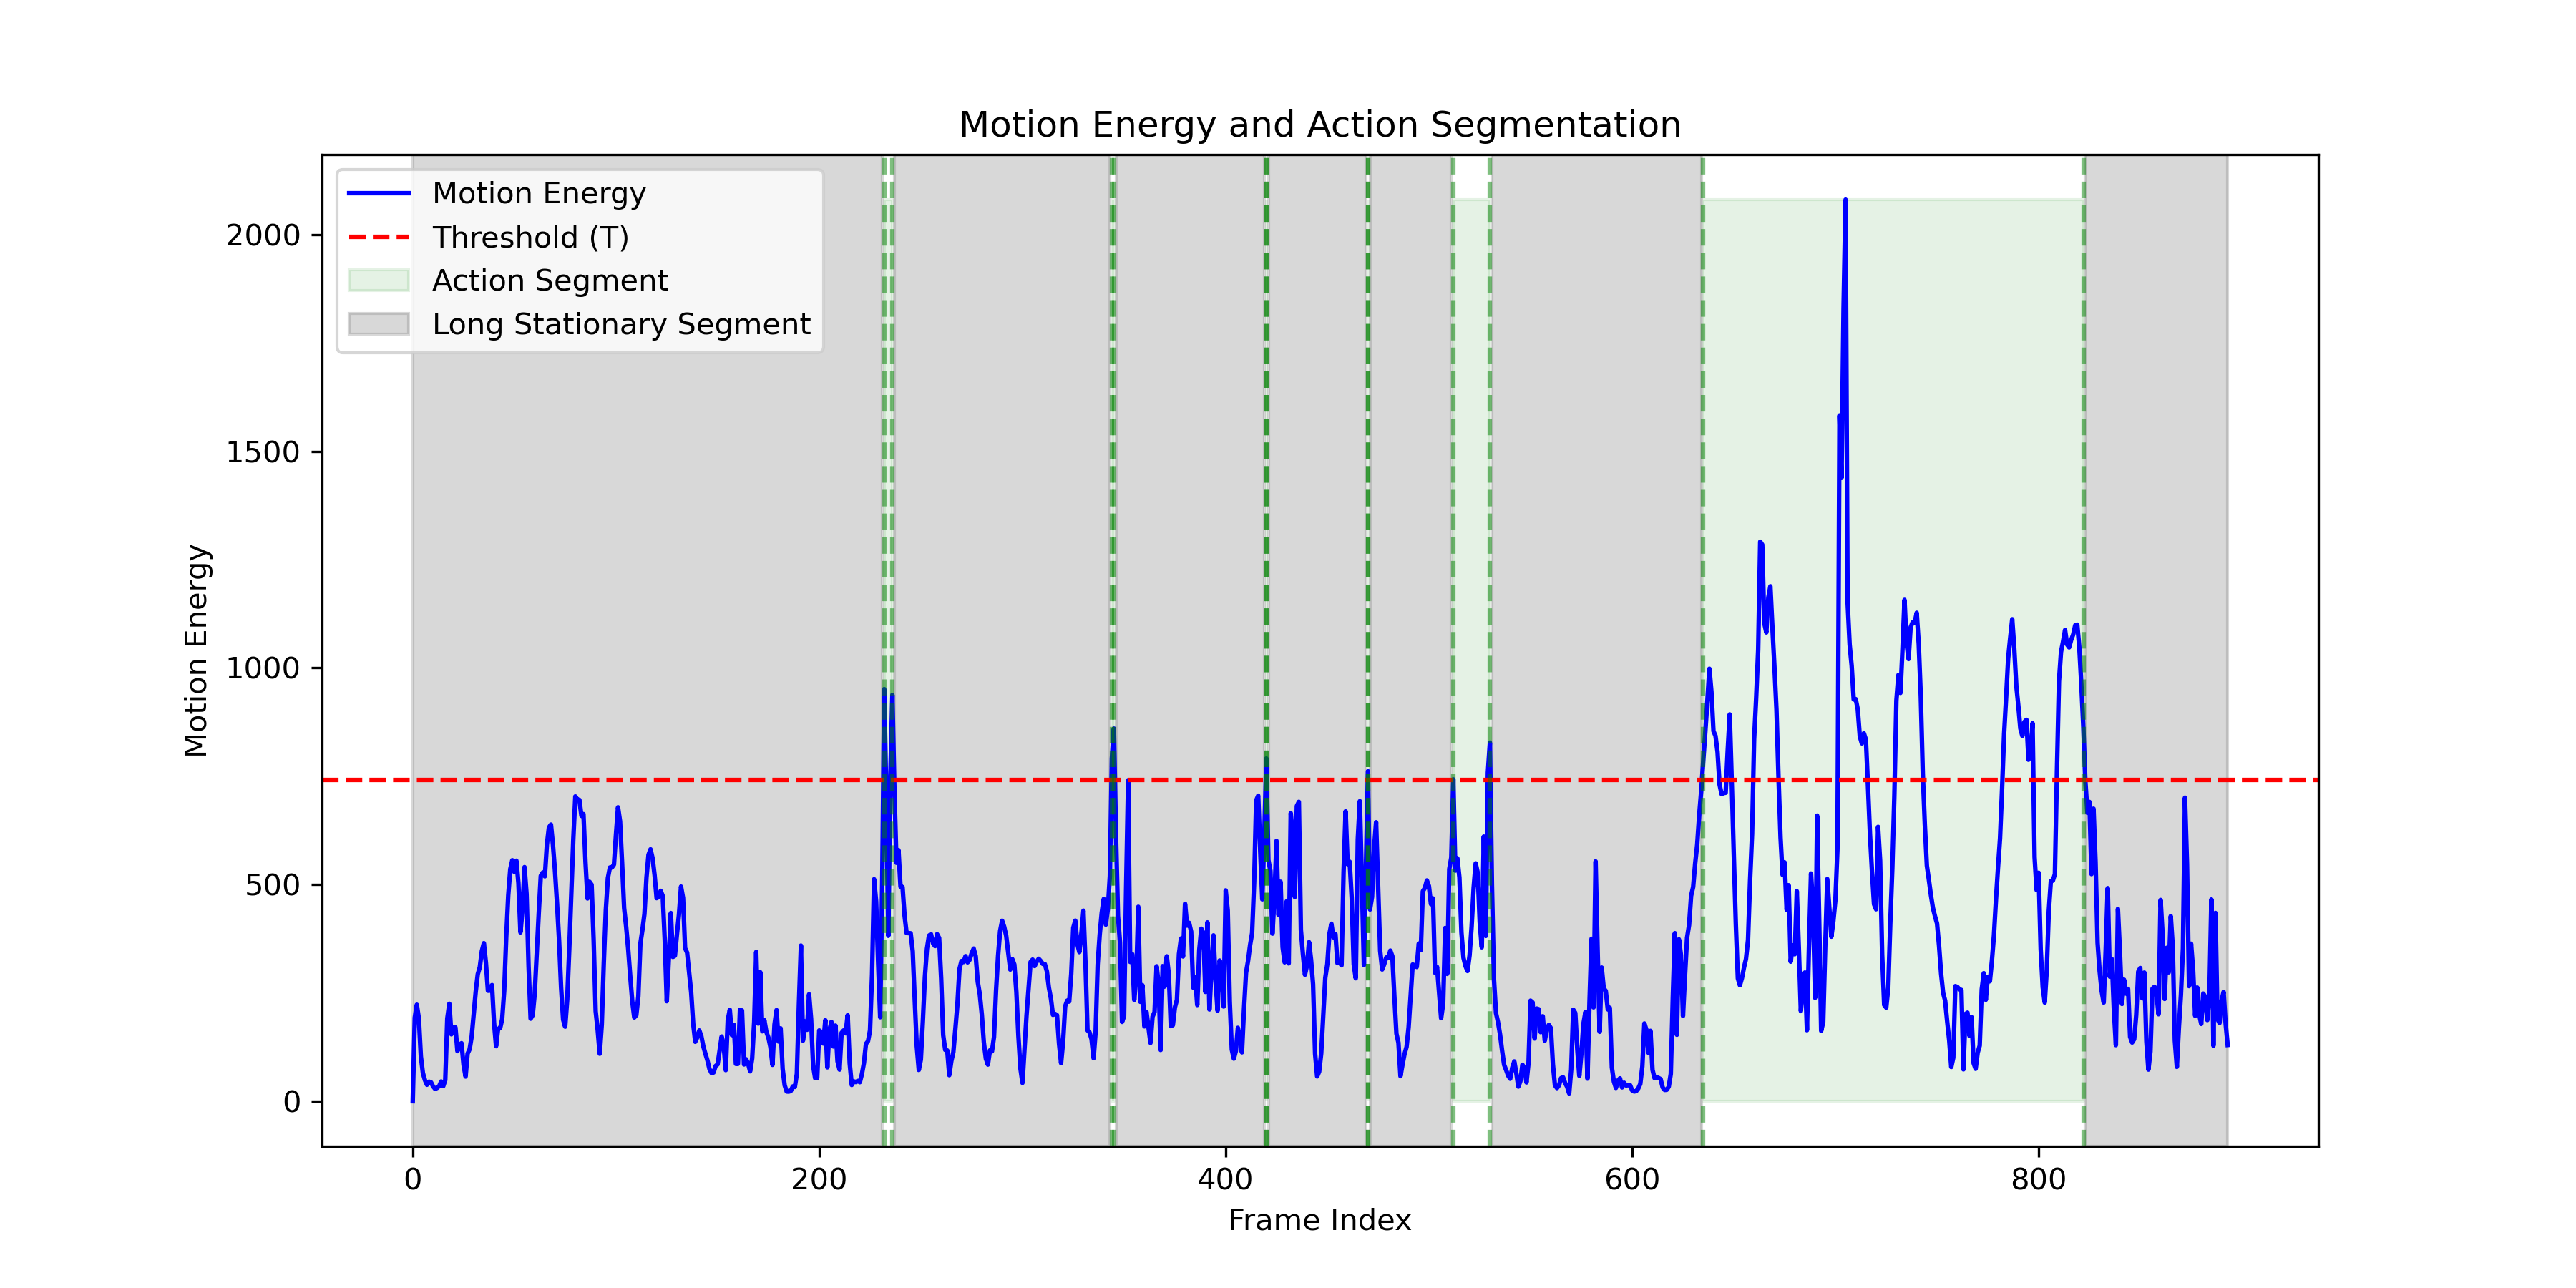 Motion Energy and Action Segmentation
Motion Energy
Threshold (T)
Action Segment
Long Stationary Segment
2000
1500
1000
500
0
Motion Energy
0 200 400 600 800
Frame Index